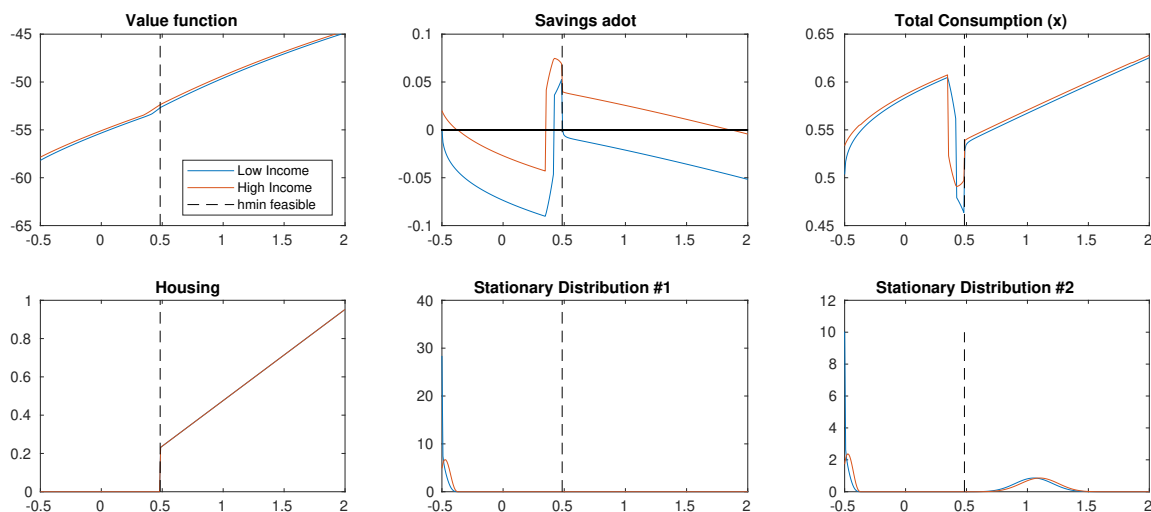 Value function
-45
-50
-55
-60
-65
-0.5 0 0.5 1 1.5 2
Low Income
High Income
hmin feasible
Savings adot
0.1
0.05
0
-0.05
-0.1
-0.5 0 0.5 1 1.5 2
Total Consumption (x)
0.65
0.6
0.55
0.5
0.45
-0.5 0 0.5 1 1.5 2
Housing
1
0.8
0.6
0.4
0.2
0
-0.5 0 0.5 1 1.5 2
Stationary Distribution #1
40
30
20
10
0
-0.5 0 0.5 1 1.5 2
Stationary Distribution #2
12
10
8
6
4
2
0
-0.5 0 0.5 1 1.5 2